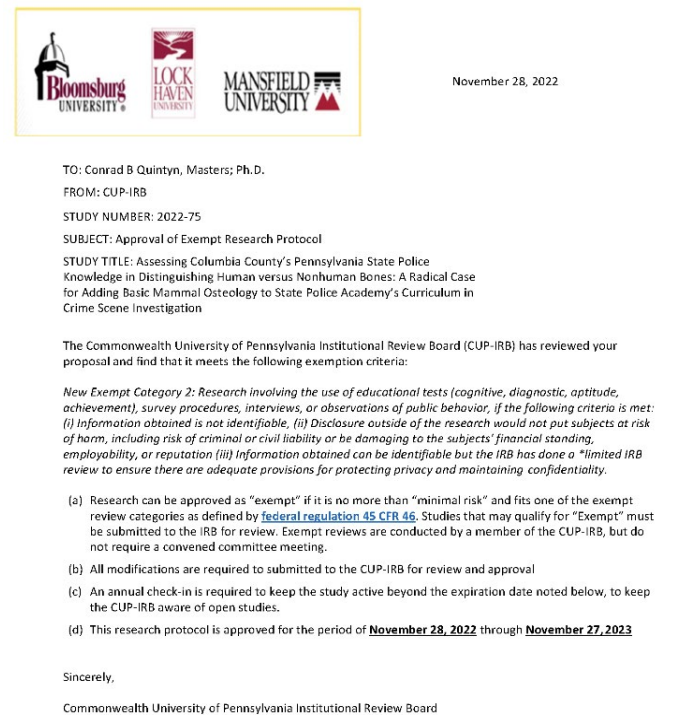 Bloomsburg
UNIVERSITY
LOCK
HAVEN
UNIVERSITY
MANSFIELD
UNIVERSITY
November 28, 2022
TO: Conrad B Quintyn, Masters; Ph.D.
FROM: CUP-IRB
STUDY NUMBER: 2022-75
SUBJECT: Approval of Exempt Research Protocol
STUDY TITLE: Assessing Columbia County's Pennsylvania State Police
Knowledge in Distinguishing Human versus Nonhuman Bones: A Radical Case
for Adding Basic Mammal Osteology to State Police Academy's Curriculum in
Crime Scene Investigation
The Commonwealth University of Pennsylvania Institutional Review Board (CUP-IRB) has reviewed your
proposal and find that it meets the following exemption criteria:
New Exempt Category 2: Research involving the use of educational tests (cognitive, diagnostic, aptitude,
achievement), survey procedures, interviews, or observations of public behavior, if the following criteria is met:
(i) Information obtained is not identifiable, (ii) Disclosure outside of the research would not put subjects at risk
of harm, including risk of criminal or civil liability or be damaging to the subjects' financial standing,
employability, or reputation (iii) Information obtained can be identifiable but the IRB has done a *limited IRB
review to ensure there are adequate provisions for protecting privacy and maintaining confidentiality.
(a) Research can be approved as "exempt" if it is no more than "minimal risk" and fits one of the exempt
review categories as defined by federal regulation 45 CFR 46. Studies that may qualify for "Exempt" must
be submitted to the IRB for review. Exempt reviews are conducted by a member of the CUP-IRB, but do
not require a convened committee meeting.
(b) All modifications are required to submitted to the CUP-IRB for review and approval
(c) An annual check-in is required to keep the study active beyond the expiration date noted below, to keep
the CUP-IRB aware of open studies.
(d) This research protocol is approved for the period of November 28, 2022 through November 27, 2023
Sincerely,
Commonwealth University of Pennsylvania Institutional Review Board